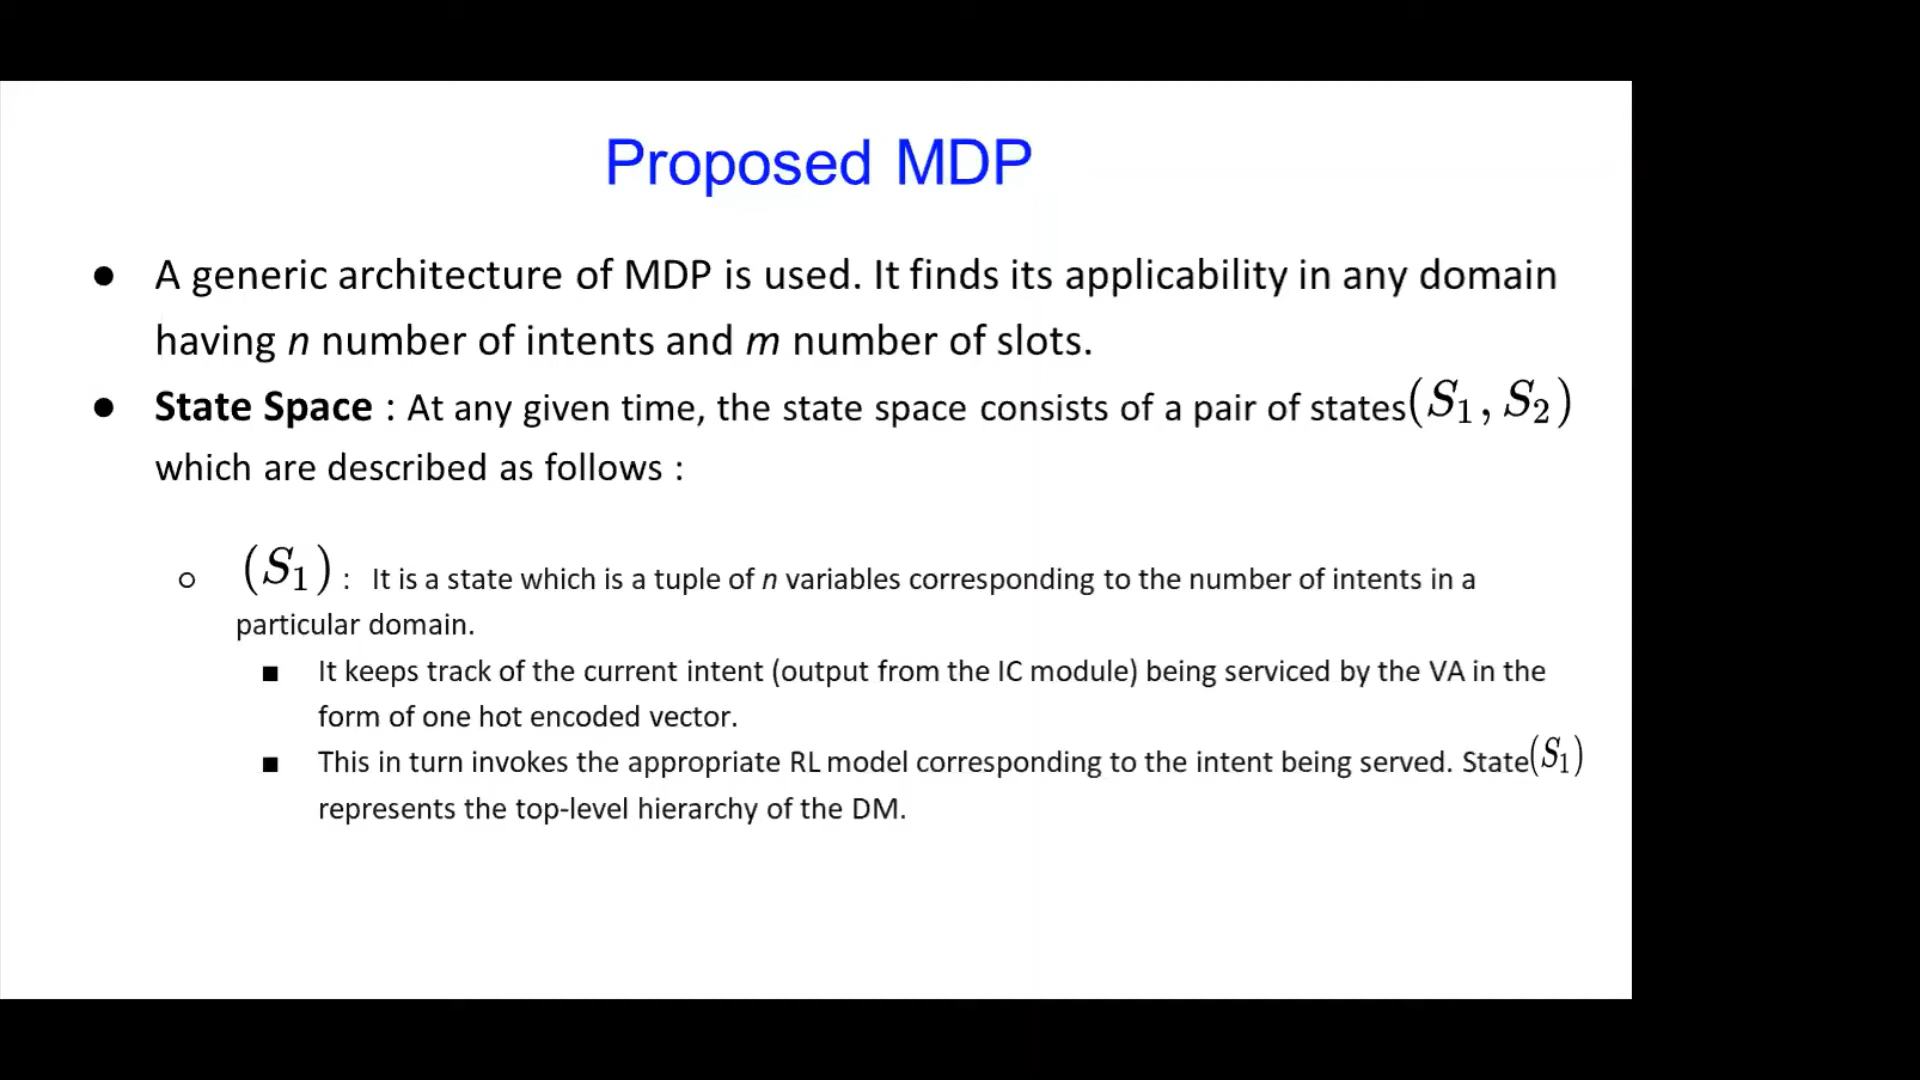 Proposed MDP
● A generic architecture of MDP is used. It finds its applicability in any domain
having n number of intents and m number of slots.
● State Space : At any given time, the state space consists of a pair of states(S₁, S₂)
which are described as follows :
○ (S₁) : It is a state which is a tuple of n variables corresponding to the number of intents in a
particular domain.
■ It keeps track of the current intent (output from the IC module) being serviced by the VA in the
form of one hot encoded vector.
■ This in turn invokes the appropriate RL model corresponding to the intent being served. State(S₁)
represents the top-level hierarchy of the DM.